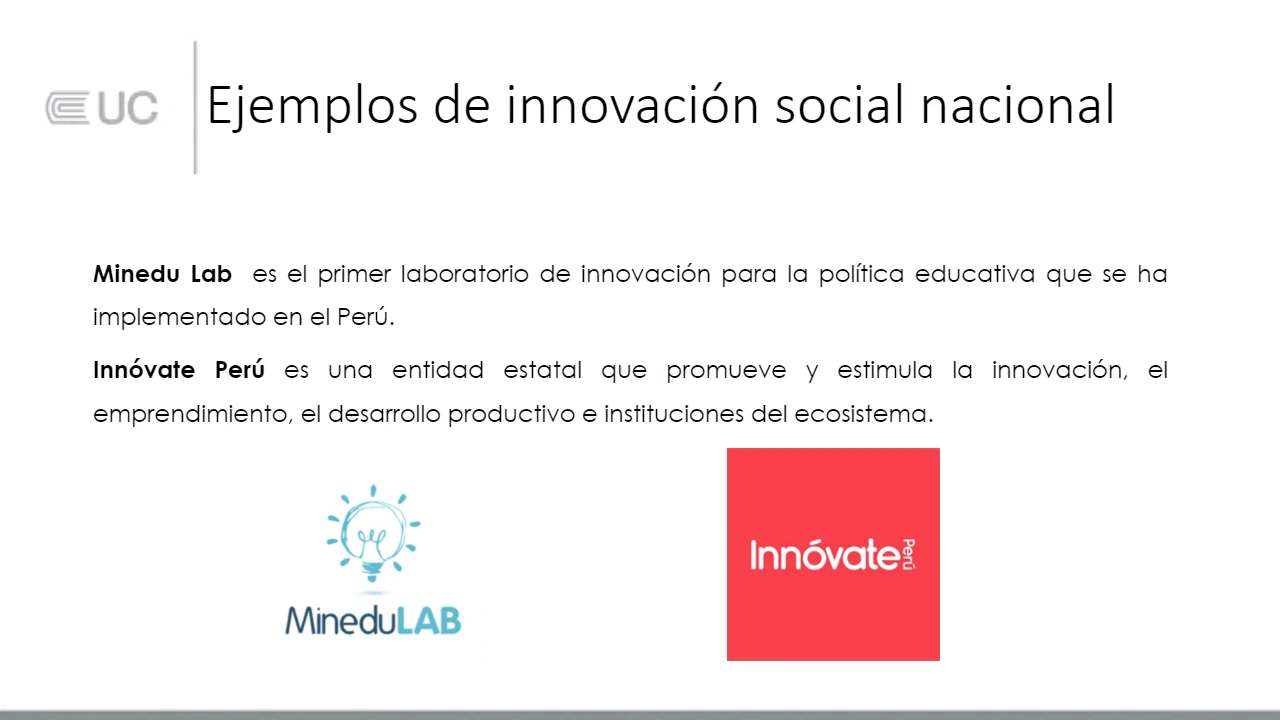 UC
Ejemplos de innovación social nacional
Minedu Lab es el primer laboratorio de innovación para la política educativa que se ha
implementado en el Perú.
Innóvate Perú es una entidad estatal que promueve y estimula la innovación, el
emprendimiento, el desarrollo productivo e instituciones del ecosistema.
MineduLAB
Innóvate Perú